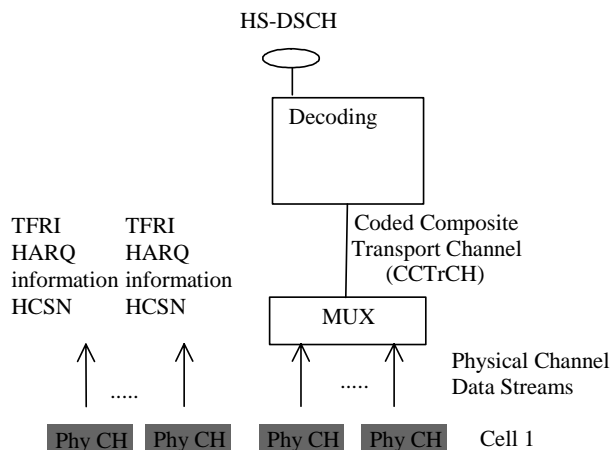 HS-DSCH
Decoding
TFRI
HARQ
information
HCSN
TFRI
HARQ
information
HCSN
Coded Composite
Transport Channel
(CCTrCH)
MUX
Physical Channel
Data Streams
.....
.....
Phy CH
Phy CH
Phy CH
Phy CH
Cell 1